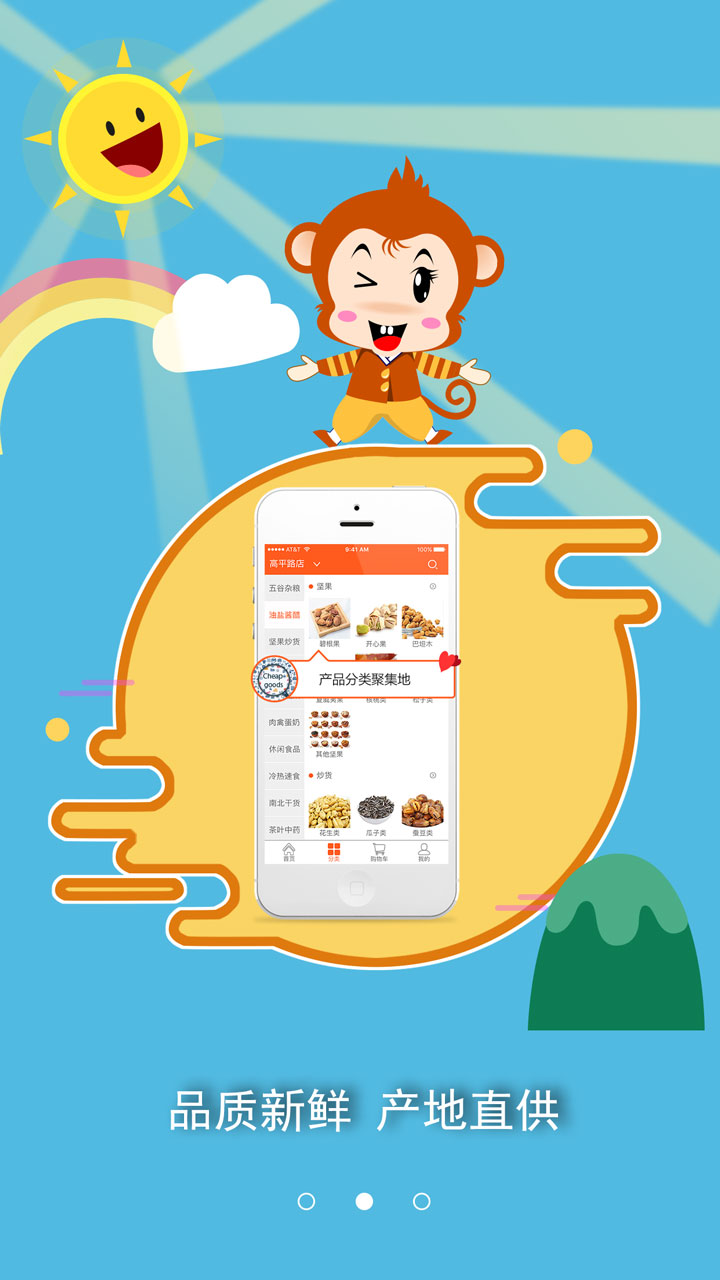 ●●●●● AT&T 9:41 AM 100%
高平路店
五谷杂粮
坚果
油盐酱醋
碧根果 开心果 巴坦木
坚果炒货
Cheap+
goods
产品分类聚集地
核桃类 松子类
肉禽蛋奶
休闲食品
其他坚果
冷热速食
炒货
南北干货
茶叶中药
花生类 瓜子类 蚕豆类
首页 分类 购物车 我的
品质新鲜 产地直供